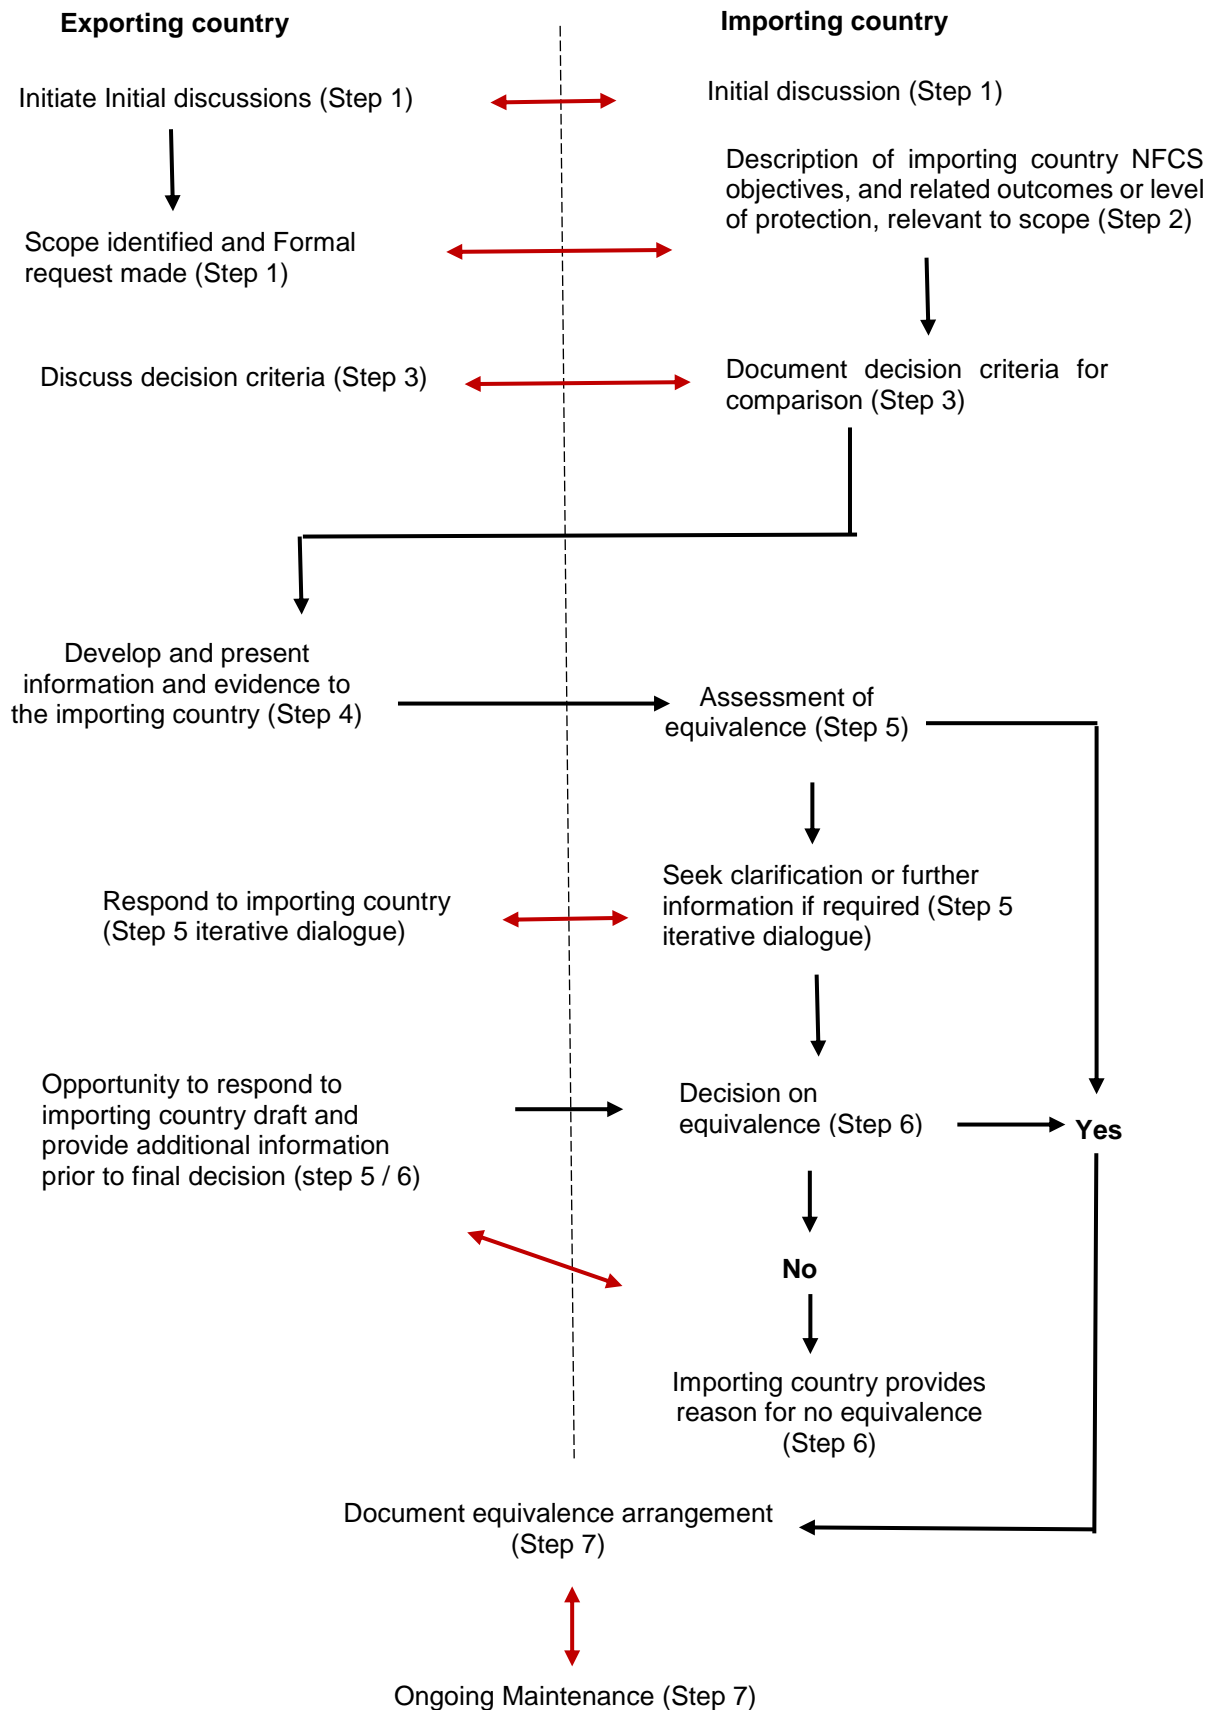 Exporting country
Importing country
Initiate Initial discussions (Step 1)
Initial discussion (Step 1)
Description of importing country NFCS
objectives, and related outcomes or level
of protection, relevant to scope (Step 2)
Scope identified and Formal
request made (Step 1)
Discuss decision criteria (Step 3)
Document decision criteria for
comparison (Step 3)
Develop and present
information and evidence to
the importing country (Step 4)
Assessment of
equivalence (Step 5)
Respond to importing country
(Step 5 iterative dialogue)
Seek clarification or further
information if required (Step 5
iterative dialogue)
Opportunity to respond to
importing country draft and
provide additional information
prior to final decision (step 5 / 6)
Decision on
equivalence (Step 6)
Yes
No
Importing country provides
reason for no equivalence
(Step 6)
Document equivalence arrangement
(Step 7)
Ongoing Maintenance (Step 7)